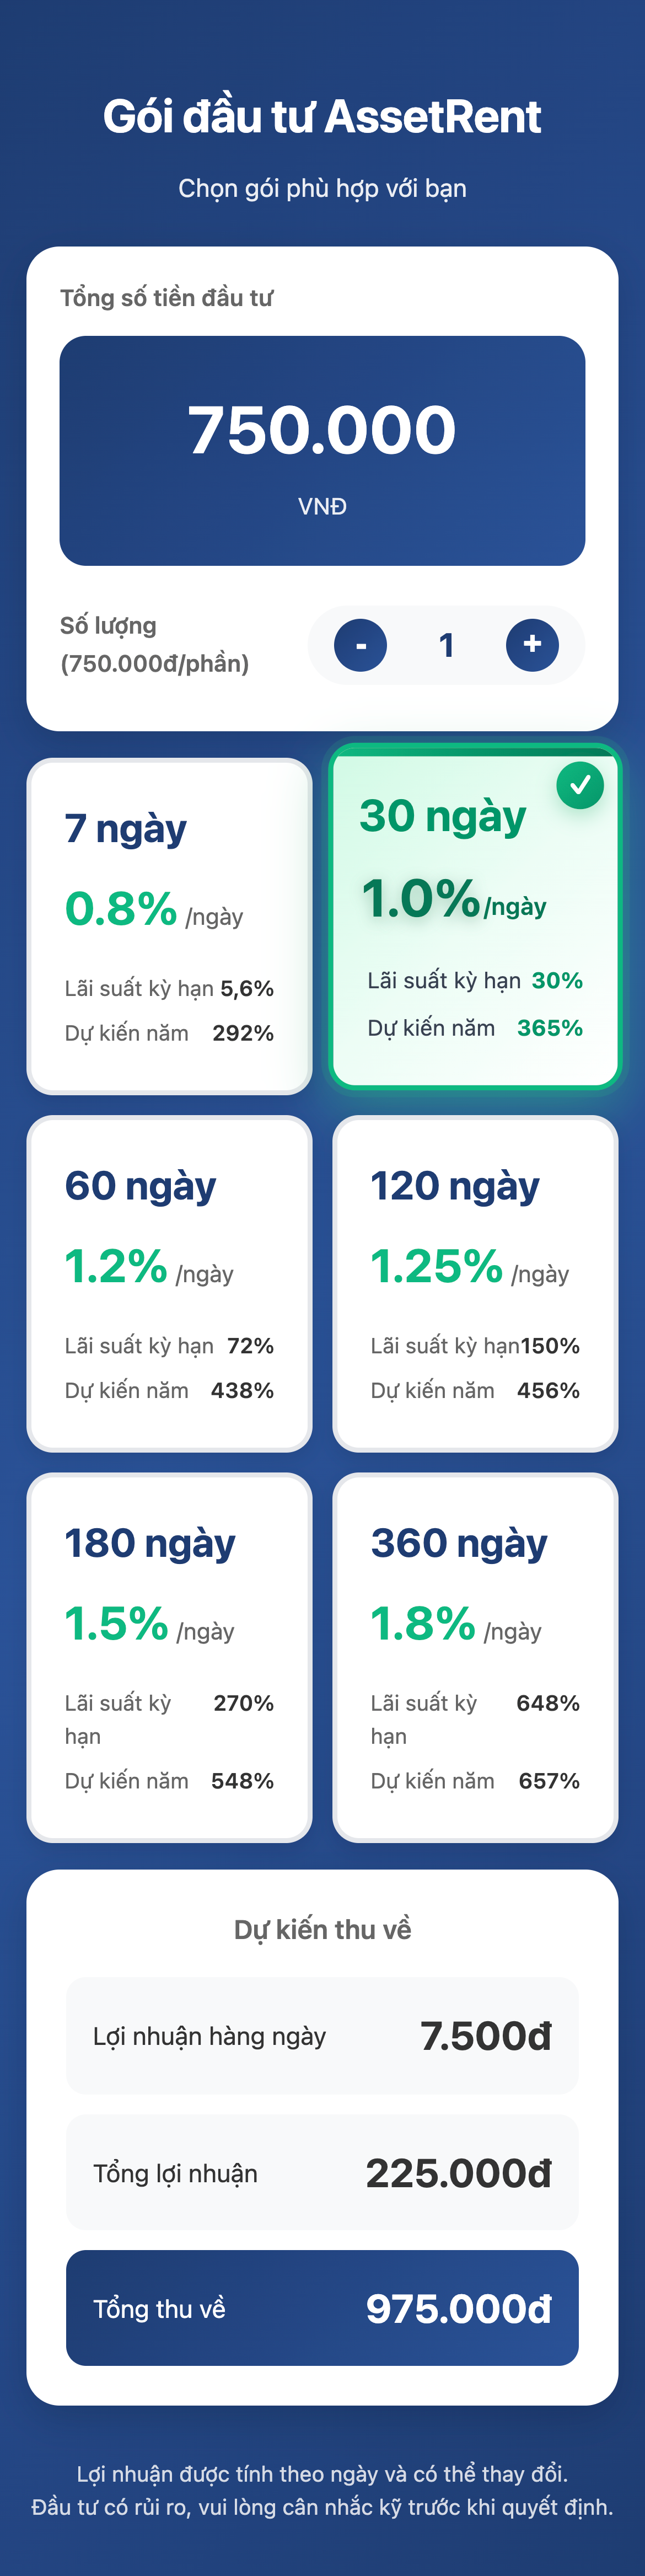 Gói đầu tư AssetRent
Chọn gói phù hợp với bạn
Tổng số tiền đầu tư
750.000
VNĐ
Số lượng
(750.000đ/phần)
- 1 +
7 ngày
0.8% /ngày
Lãi suất kỳ hạn 5,6%
Dự kiến năm 292%
30 ngày
1.0%/ngày
Lãi suất kỳ hạn 30%
Dự kiến năm 365%
60 ngày
1.2% /ngày
Lãi suất kỳ hạn 72%
Dự kiến năm 438%
120 ngày
1.25% /ngày
Lãi suất kỳ hạn 150%
Dự kiến năm 456%
180 ngày
1.5% /ngày
Lãi suất kỳ 270%
hạn
Dự kiến năm 548%
360 ngày
1.8% /ngày
Lãi suất kỳ 648%
hạn
Dự kiến năm 657%
Dự kiến thu về
Lợi nhuận hàng ngày 7.500đ
Tổng lợi nhuận 225.000đ
Tổng thu về 975.000đ
Lợi nhuận được tính theo ngày và có thể thay đổi.
Đầu tư có rủi ro, vui lòng cân nhắc kỹ trước khi quyết định.